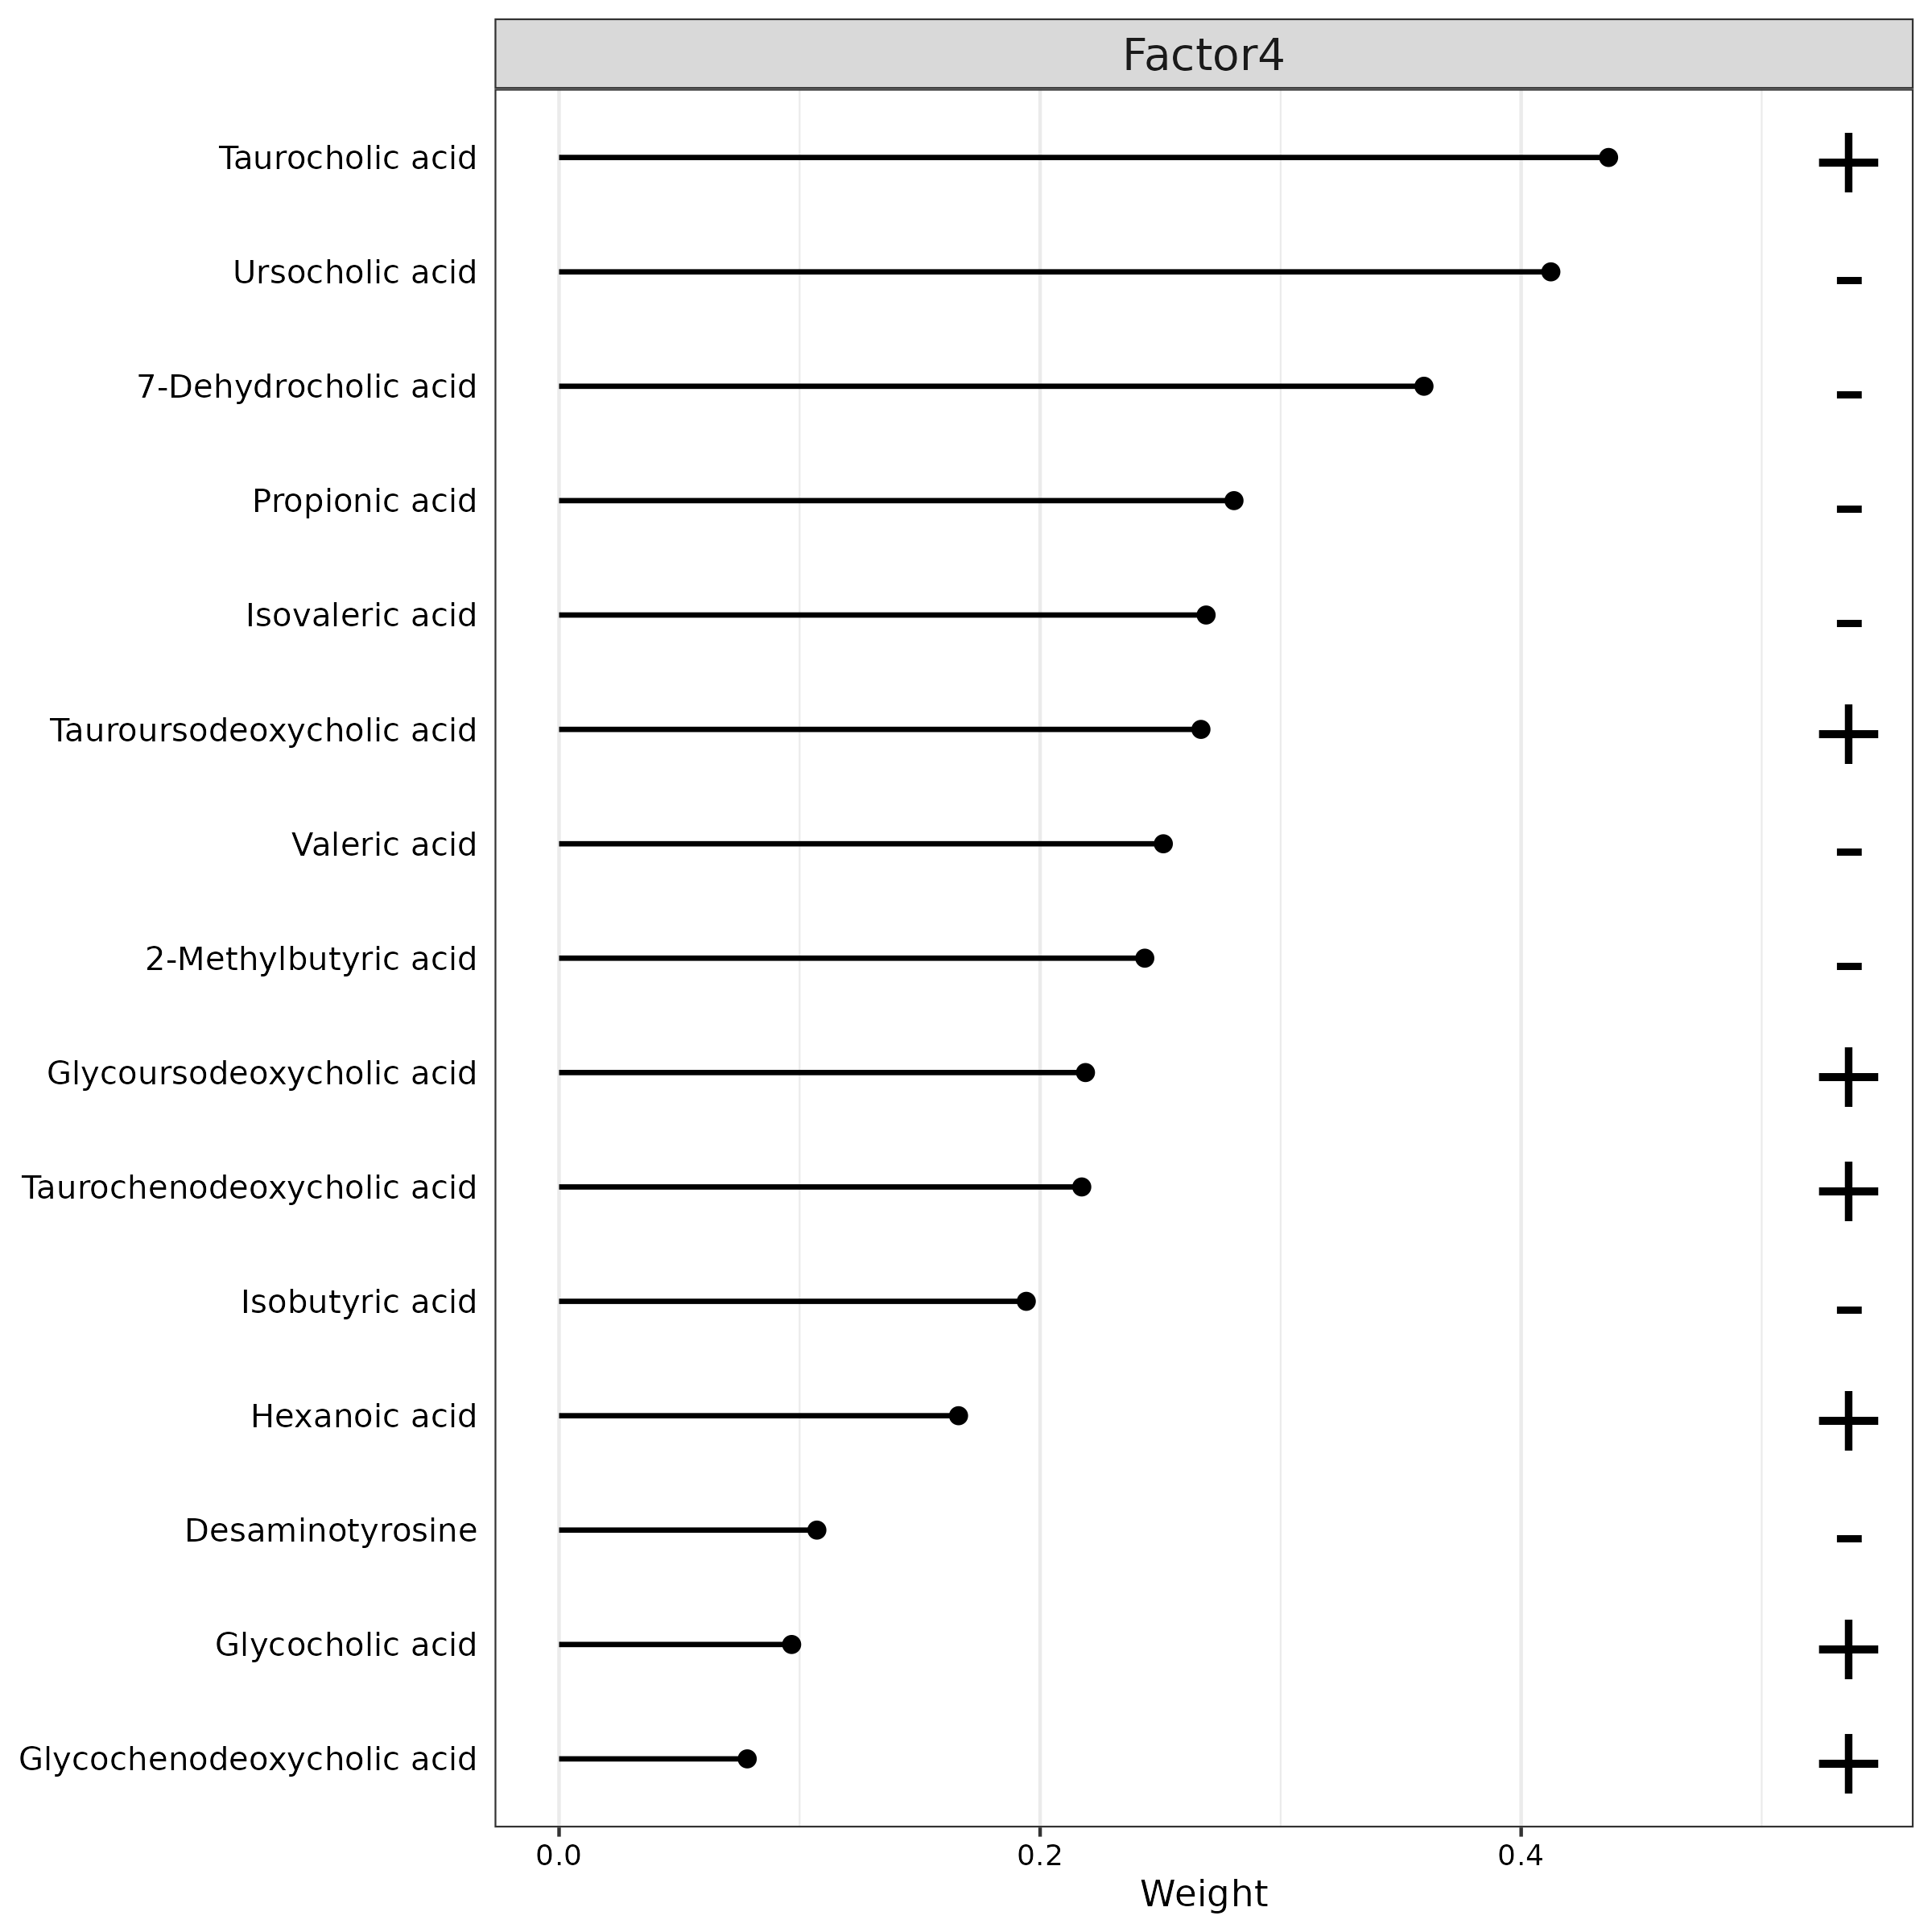 Factor4
Taurocholic acid +
Ursocholic acid -
7-Dehydrocholic acid -
Propionic acid -
Isovaleric acid -
Tauroursodeoxycholic acid +
Valeric acid -
2-Methylbutyric acid -
Glycoursodeoxycholic acid +
Taurochenodeoxycholic acid +
Isobutyric acid -
Hexanoic acid +
Desaminotyrosine -
Glycocholic acid +
Glycochenodeoxycholic acid +
0.0 0.2 0.4
Weight